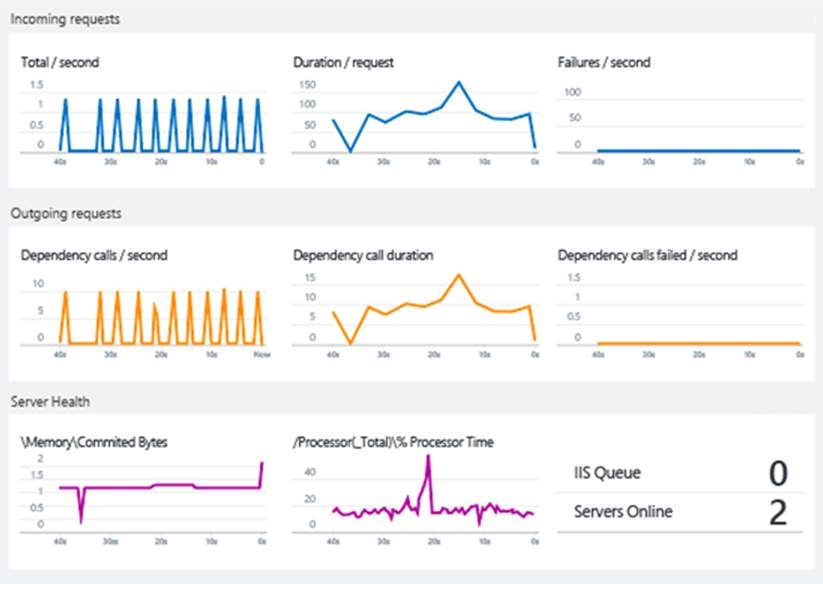 Incoming requests
Total / second
1.5
1
0.5
0
40s 30s 20s 10s 0
Duration / request
150
100
50
0
40s 30s 20s 10s 0s
Failures / second
100
50
0
40s 30s 20s 10s 0s
Outgoing requests
Dependency calls / second
10
5
0
40s 30s 20s 10s Now
Dependency call duration
15
10
5
0
40s 30s 20s 10s 0s
Dependency calls failed / second
1.5
1
0.5
0
40s 30s 20s 10s 0s
Server Health
\Memory\Commited Bytes
2
1.5
1
0.5
0
40s 30s 20s 10s 0s
/Processor(_Total)\% Processor Time
40
20
0
40s 30s 20s 10s 0s
IIS Queue 0
Servers Online 2